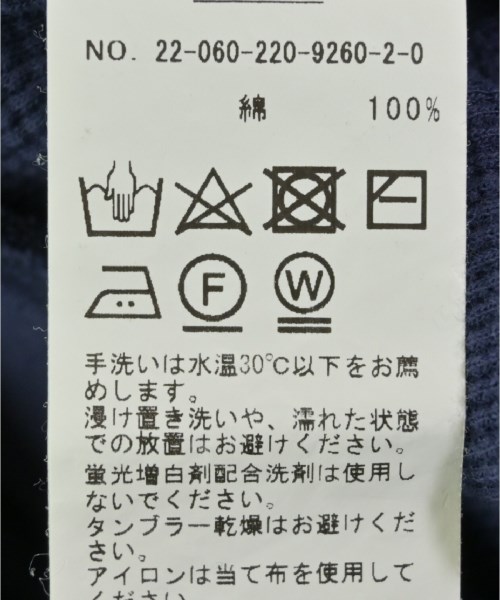 NO. 22-060-220-9260-2-0
綿 100%
F W
手洗いは水温30℃以下をお薦
めします。
浸け置き洗いや、濡れた状態
での放置はお避けください。
蛍光増白剤配合洗剤は使用し
ないでください。
タンブラー乾燥はお避けくだ
さい。
アイロンは当て布を使用して
ください。